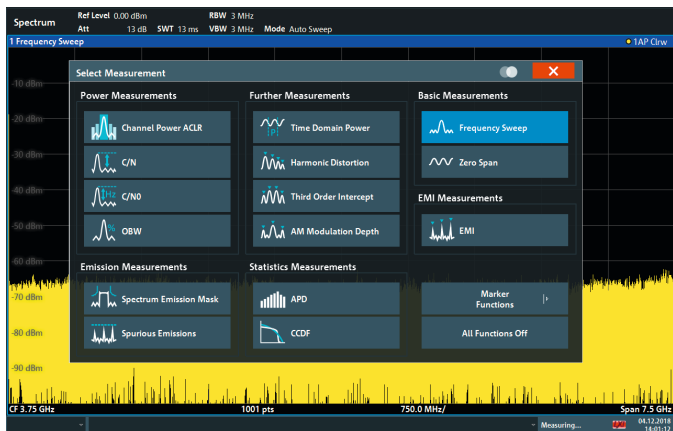 Spectrum
Ref Level 0.00 dBm RBW 3 MHz
Att 13 dB SWT 13 ms VBW 3 MHz Mode Auto Sweep
1 Frequency Sweep 1AP Clrw
Select Measurement
Power Measurements Further Measurements Basic Measurements
Channel Power ACLR |P| Time Domain Power Frequency Sweep
C/N Harmonic Distortion Zero Span
Hz C/N0 Third Order Intercept EMI Measurements
% OBW AM Modulation Depth EMI
Emission Measurements Statistics Measurements
Spectrum Emission Mask APD Marker Functions
Spurious Emissions CCDF All Functions Off
-10 dBm
-20 dBm
-30 dBm
-40 dBm
-50 dBm
-60 dBm
-70 dBm
-80 dBm
-90 dBm
CF 3.75 GHz 1001 pts 750.0 MHz/ Span 7.5 GHz
Measuring... 04.12.2018
14:01:12